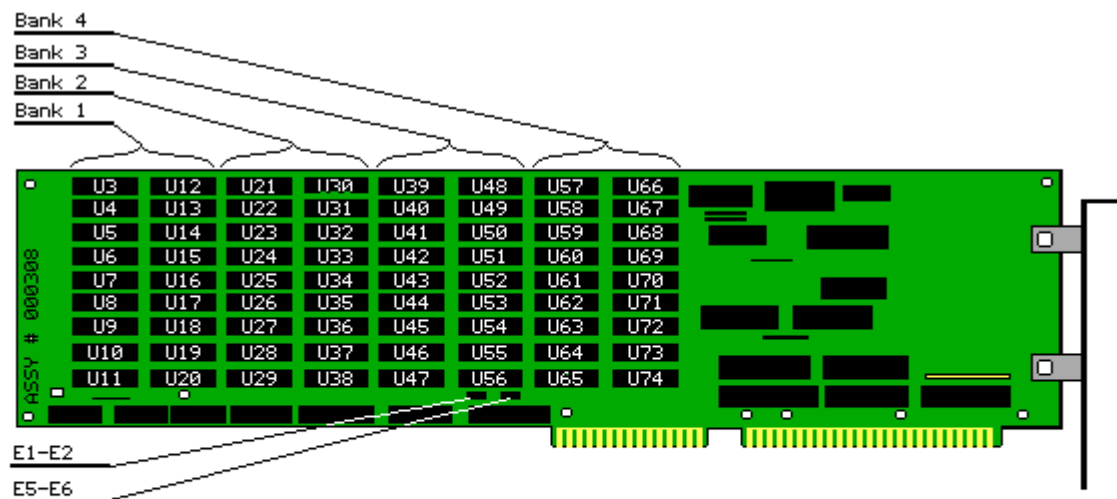 Bank 4
Bank 3
Bank 2
Bank 1
U3 U12 U21 U30 U39 U48 U57 U66
U4 U13 U22 U31 U40 U49 U58 U67
U5 U14 U23 U32 U41 U50 U59 U68
U6 U15 U24 U33 U42 U51 U60 U69
U7 U16 U25 U34 U43 U52 U61 U70
U8 U17 U26 U35 U44 U53 U62 U71
U9 U18 U27 U36 U45 U54 U63 U72
U10 U19 U28 U37 U46 U55 U64 U73
U11 U20 U29 U38 U47 U56 U65 U74
ASSY # 000308
E1-E2
E5-E6